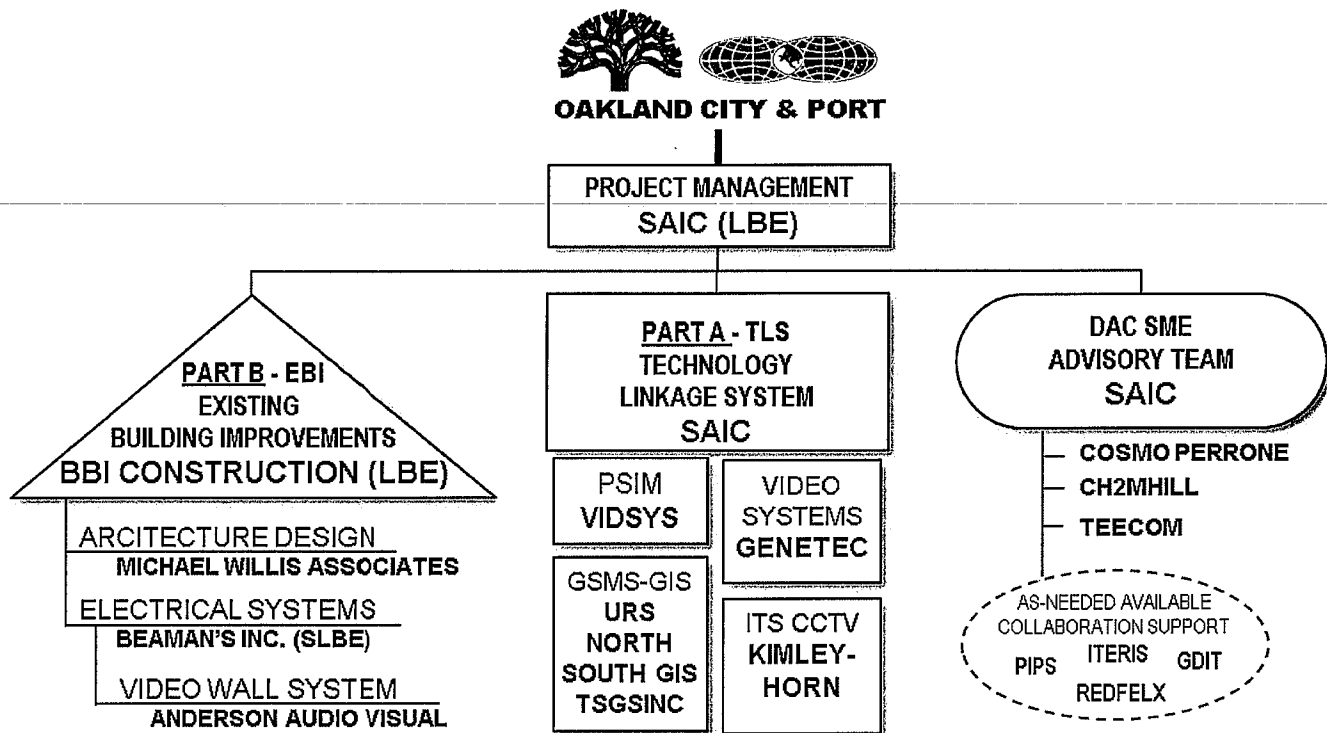 OAKLAND CITY & PORT
PROJECT MANAGEMENT
SAIC (LBE)
PART B - EBI
EXISTING
BUILDING IMPROVEMENTS
BBI CONSTRUCTION (LBE)
ARCITECTURE DESIGN
MICHAEL WILLIS ASSOCIATES
ELECTRICAL SYSTEMS
BEAMAN'S INC. (SLBE)
VIDEO WALL SYSTEM
ANDERSON AUDIO VISUAL
PART A - TLS
TECHNOLOGY
LINKAGE SYSTEM
SAIC
PSIM
VIDSYS
VIDEO
SYSTEMS
GENETEC
GSMS-GIS
URS
NORTH
SOUTH GIS
TSGSINC
ITS CCTV
KIMLEY-
HORN
DAC SME
ADVISORY TEAM
SAIC
COSMO PERRONE
CH2MHILL
TEECOM
AS-NEEDED AVAILABLE
COLLABORATION SUPPORT
PIPS ITERIS GDIT
REDFELX